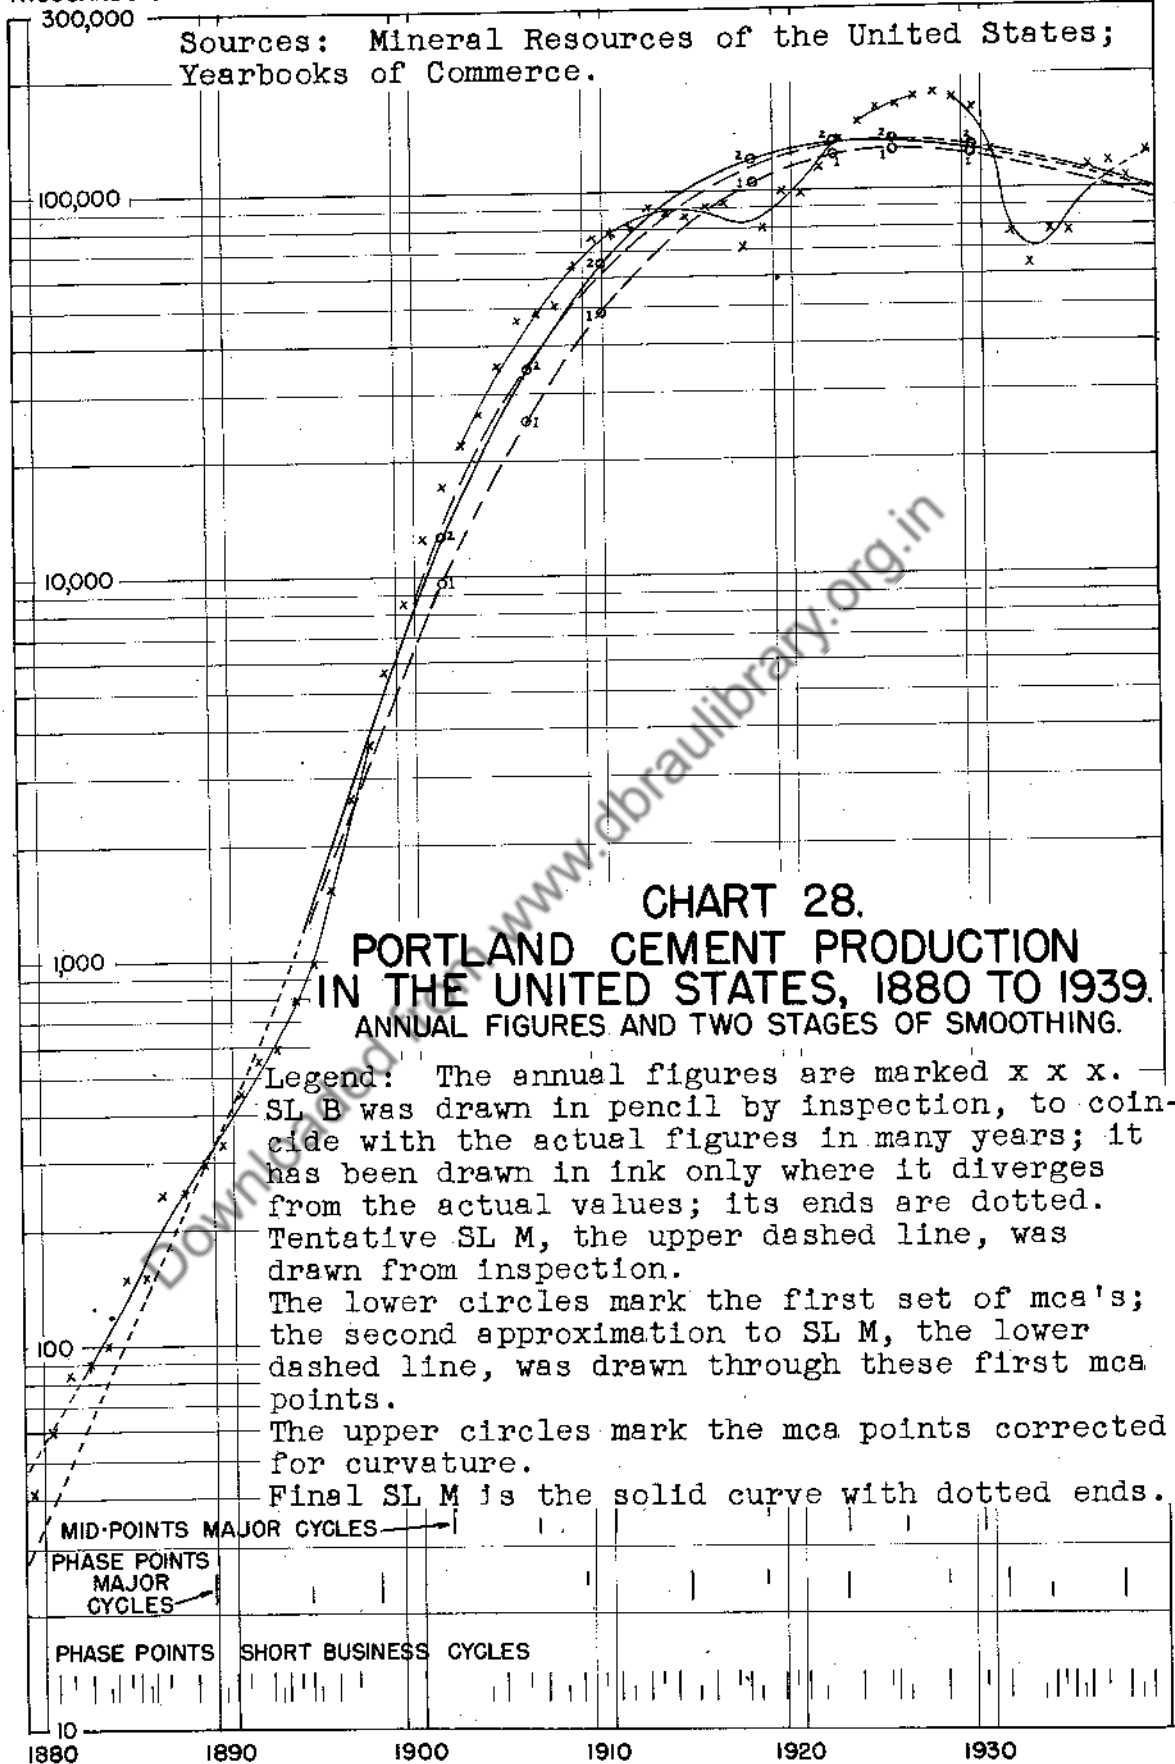 300,000
Sources: Mineral Resources of the United States;
Yearbooks of Commerce.
100,000
10,000
1,000
CHART 28.
PORTLAND CEMENT PRODUCTION
IN THE UNITED STATES, 1880 TO 1939.
ANNUAL FIGURES AND TWO STAGES OF SMOOTHING.
Legend: The annual figures are marked x x x.
SL B was drawn in pencil by inspection, to coin-
cide with the actual figures in many years; it
has been drawn in ink only where it diverges
from the actual values; its ends are dotted.
Tentative SL M, the upper dashed line, was
drawn from inspection.
The lower circles mark the first set of mca's;
the second approximation to SL M, the lower
dashed line, was drawn through these first mca
points.
The upper circles mark the mca points corrected
for curvature.
Final SL M is the solid curve with dotted ends.
100
MID-POINTS MAJOR CYCLES
PHASE POINTS
MAJOR
CYCLES
PHASE POINTS SHORT BUSINESS CYCLES
10
1880 1890 1900 1910 1920 1930
Downloaded from www.dbraulibrary.org.in